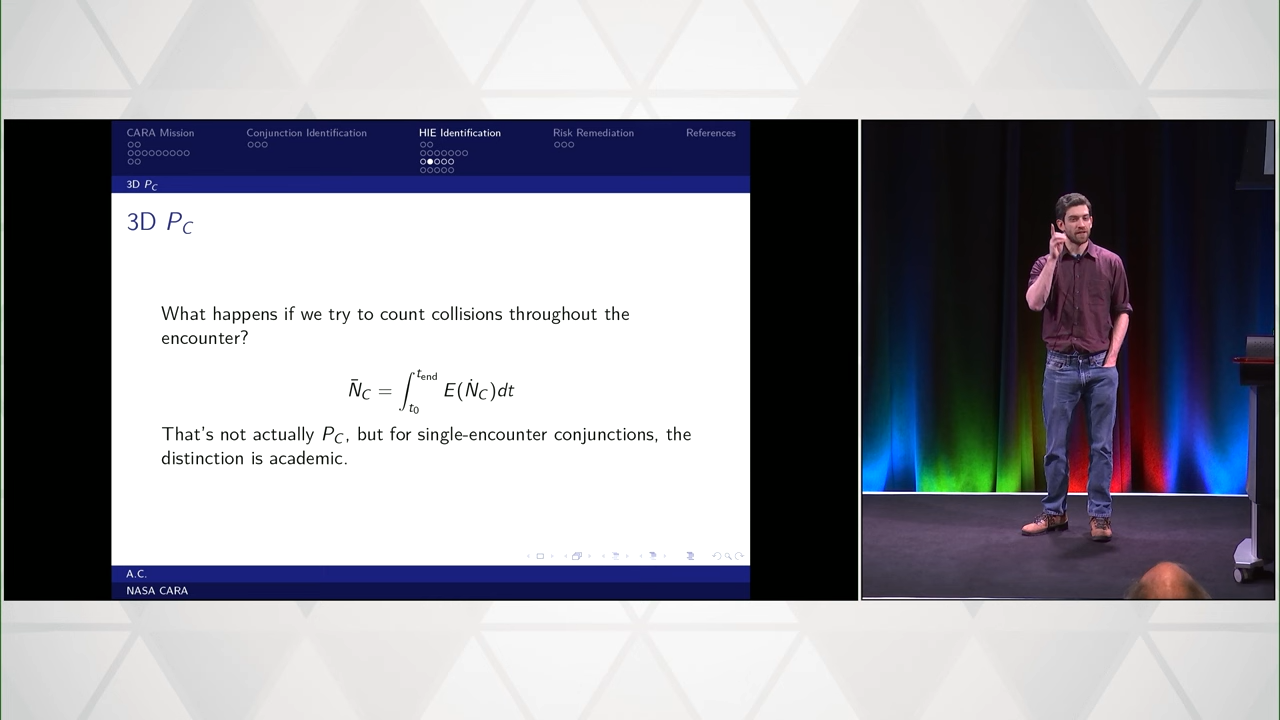 CARA Mission
Conjunction Identification
HIE Identification
Risk Remediation
References
3D P_C
3D P_C
What happens if we try to count collisions throughout the
encounter?
N̄_C = ∫_{t_0}^{t_end} E(Ṅ_C)dt
That's not actually P_C, but for single-encounter conjunctions, the
distinction is academic.
A.C.
NASA CARA